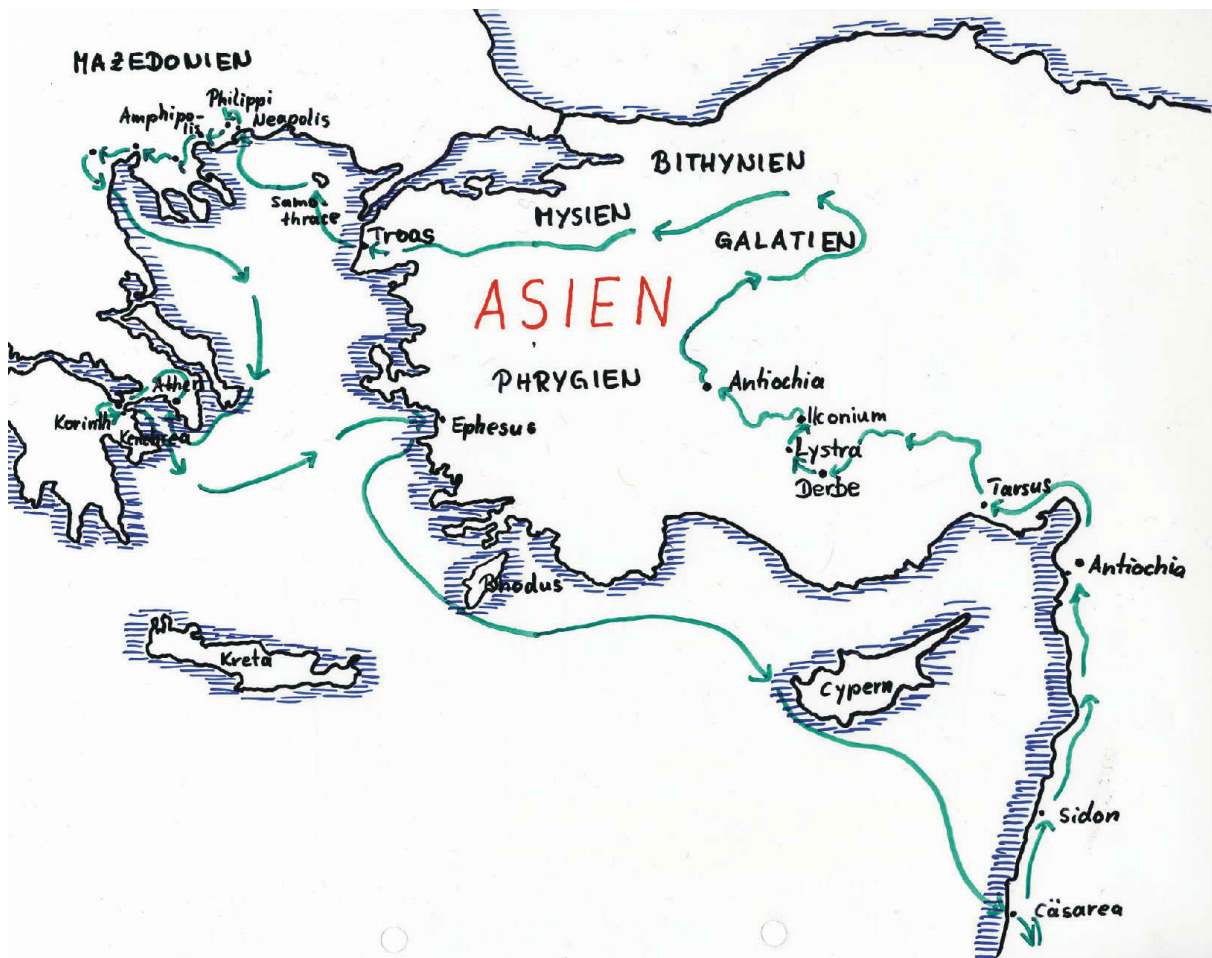 MAZEDONIEN
Philippi
Amphipo-
lis
Neapolis
BITHYNIEN
Samo-
thrace
MYSIEN
Troas
GALATIEN
ASIEN
PHRYGIEN
Antiochia
Athen
Korinth
Kenchrea
Ephesus
Ikonium
Lystra
Derbe
Tarsus
Antiochia
Rhodus
Kreta
Cypern
Sidon
Cäsarea